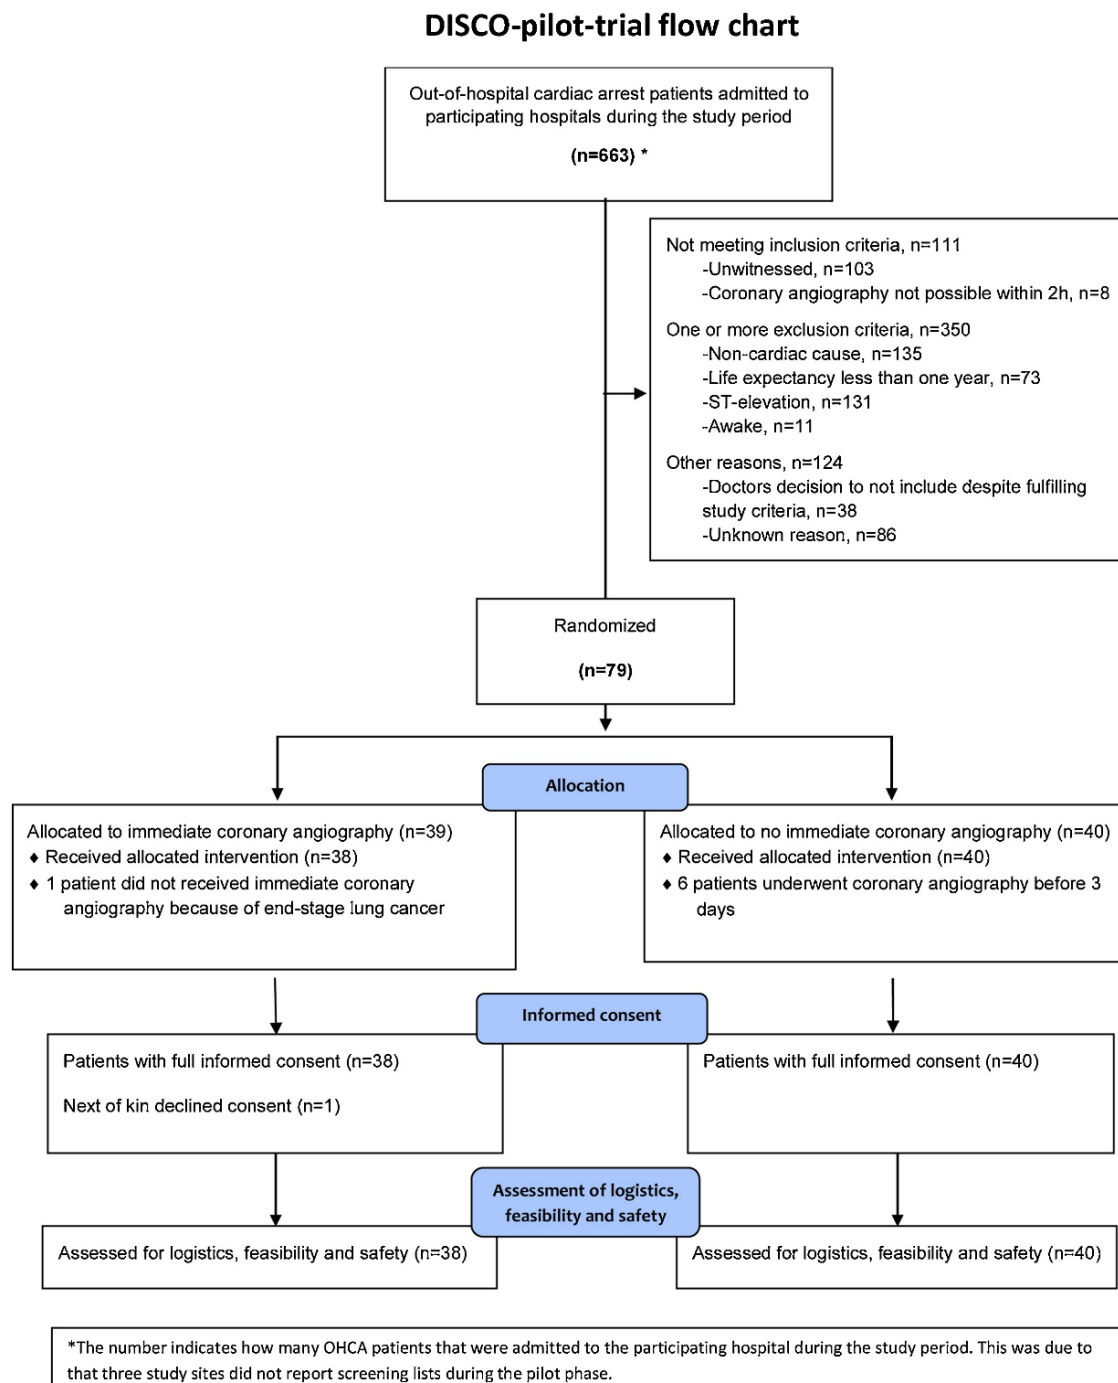 DISCO-pilot-trial flow chart
Out-of-hospital cardiac arrest patients admitted to
participating hospitals during the study period
(n=663) *
Not meeting inclusion criteria, n=111
-Unwitnessed, n=103
-Coronary angiography not possible within 2h, n=8
One or more exclusion criteria, n=350
-Non-cardiac cause, n=135
-Life expectancy less than one year, n=73
-ST-elevation, n=131
-Awake, n=11
Other reasons, n=124
-Doctors decision to not include despite fulfilling
study criteria, n=38
-Unknown reason, n=86
Randomized
(n=79)
Allocation
Allocated to immediate coronary angiography (n=39)
♦ Received allocated intervention (n=38)
♦ 1 patient did not received immediate coronary
angiography because of end-stage lung cancer
Allocated to no immediate coronary angiography (n=40)
♦ Received allocated intervention (n=40)
♦ 6 patients underwent coronary angiography before 3
days
Informed consent
Patients with full informed consent (n=38)
Next of kin declined consent (n=1)
Patients with full informed consent (n=40)
Assessment of logistics,
feasibility and safety
Assessed for logistics, feasibility and safety (n=38)
Assessed for logistics, feasibility and safety (n=40)
*The number indicates how many OHCA patients that were admitted to the participating hospital during the study period. This was due to
that three study sites did not report screening lists during the pilot phase.